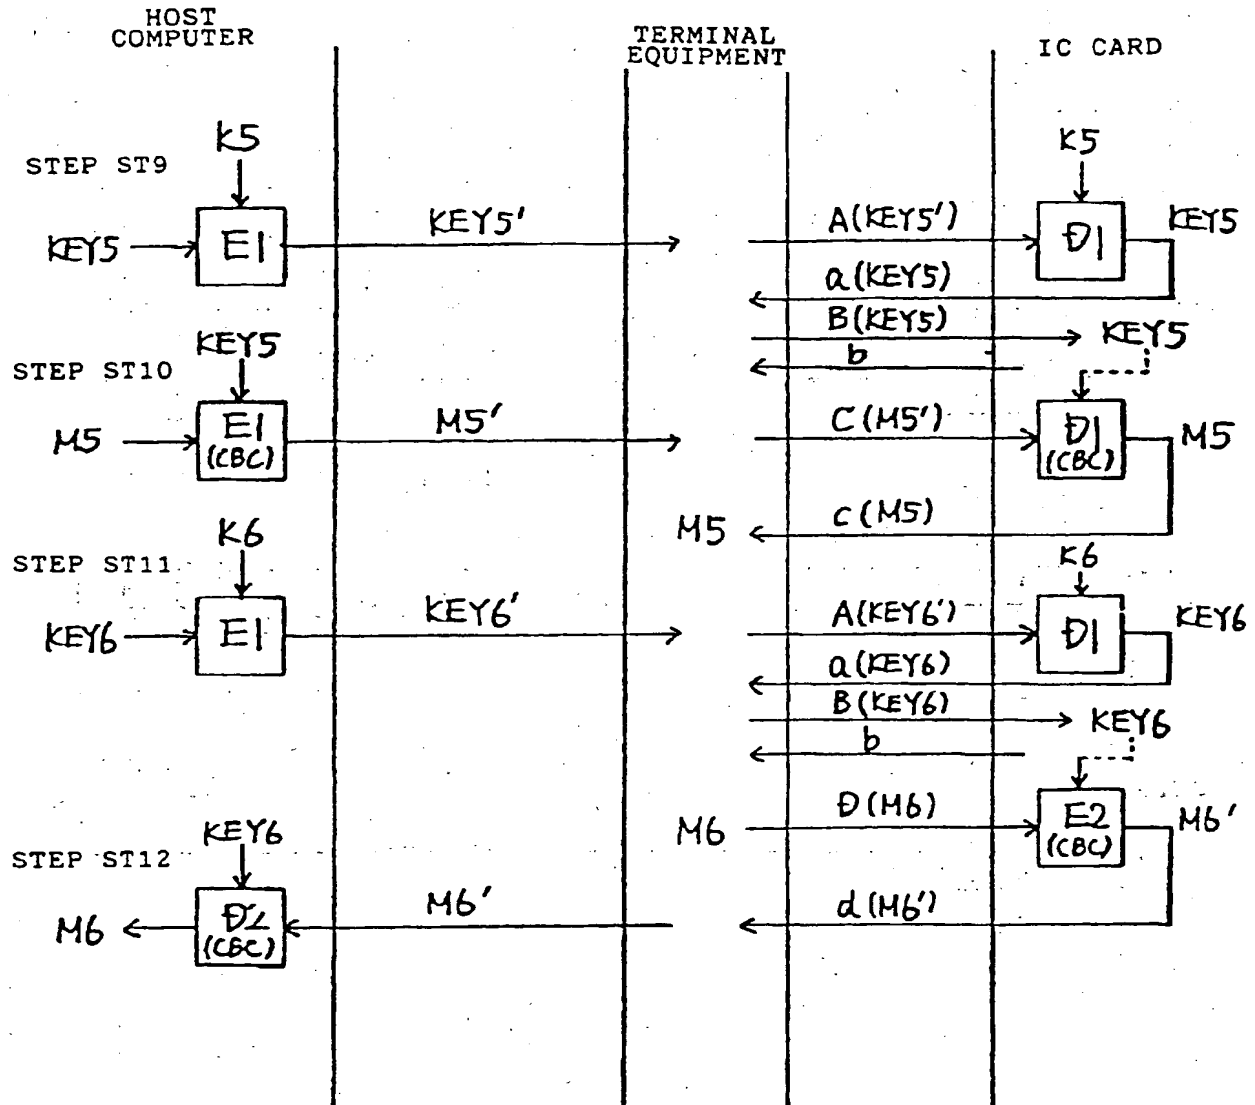 HOST
COMPUTER
TERMINAL
EQUIPMENT
IC CARD
K5
K5
STEP ST9
KEY5
E1
KEY5'
A(KEY5')
D1
KEY5
a(KEY5)
B(KEY5)
KEY5
b
KEY5
STEP ST10
M5
E1
(CBC)
M5'
C(M5')
D1
(CBC)
M5
M5
c(M5)
K6
K6
STEP ST11
KEY6
E1
KEY6'
A(KEY6')
D1
KEY6
a(KEY6)
B(KEY6)
KEY6
b
M6
D(M6)
E2
(CBC)
M6'
KEY6
STEP ST12
M6
D2
(CBC)
M6'
d(M6')